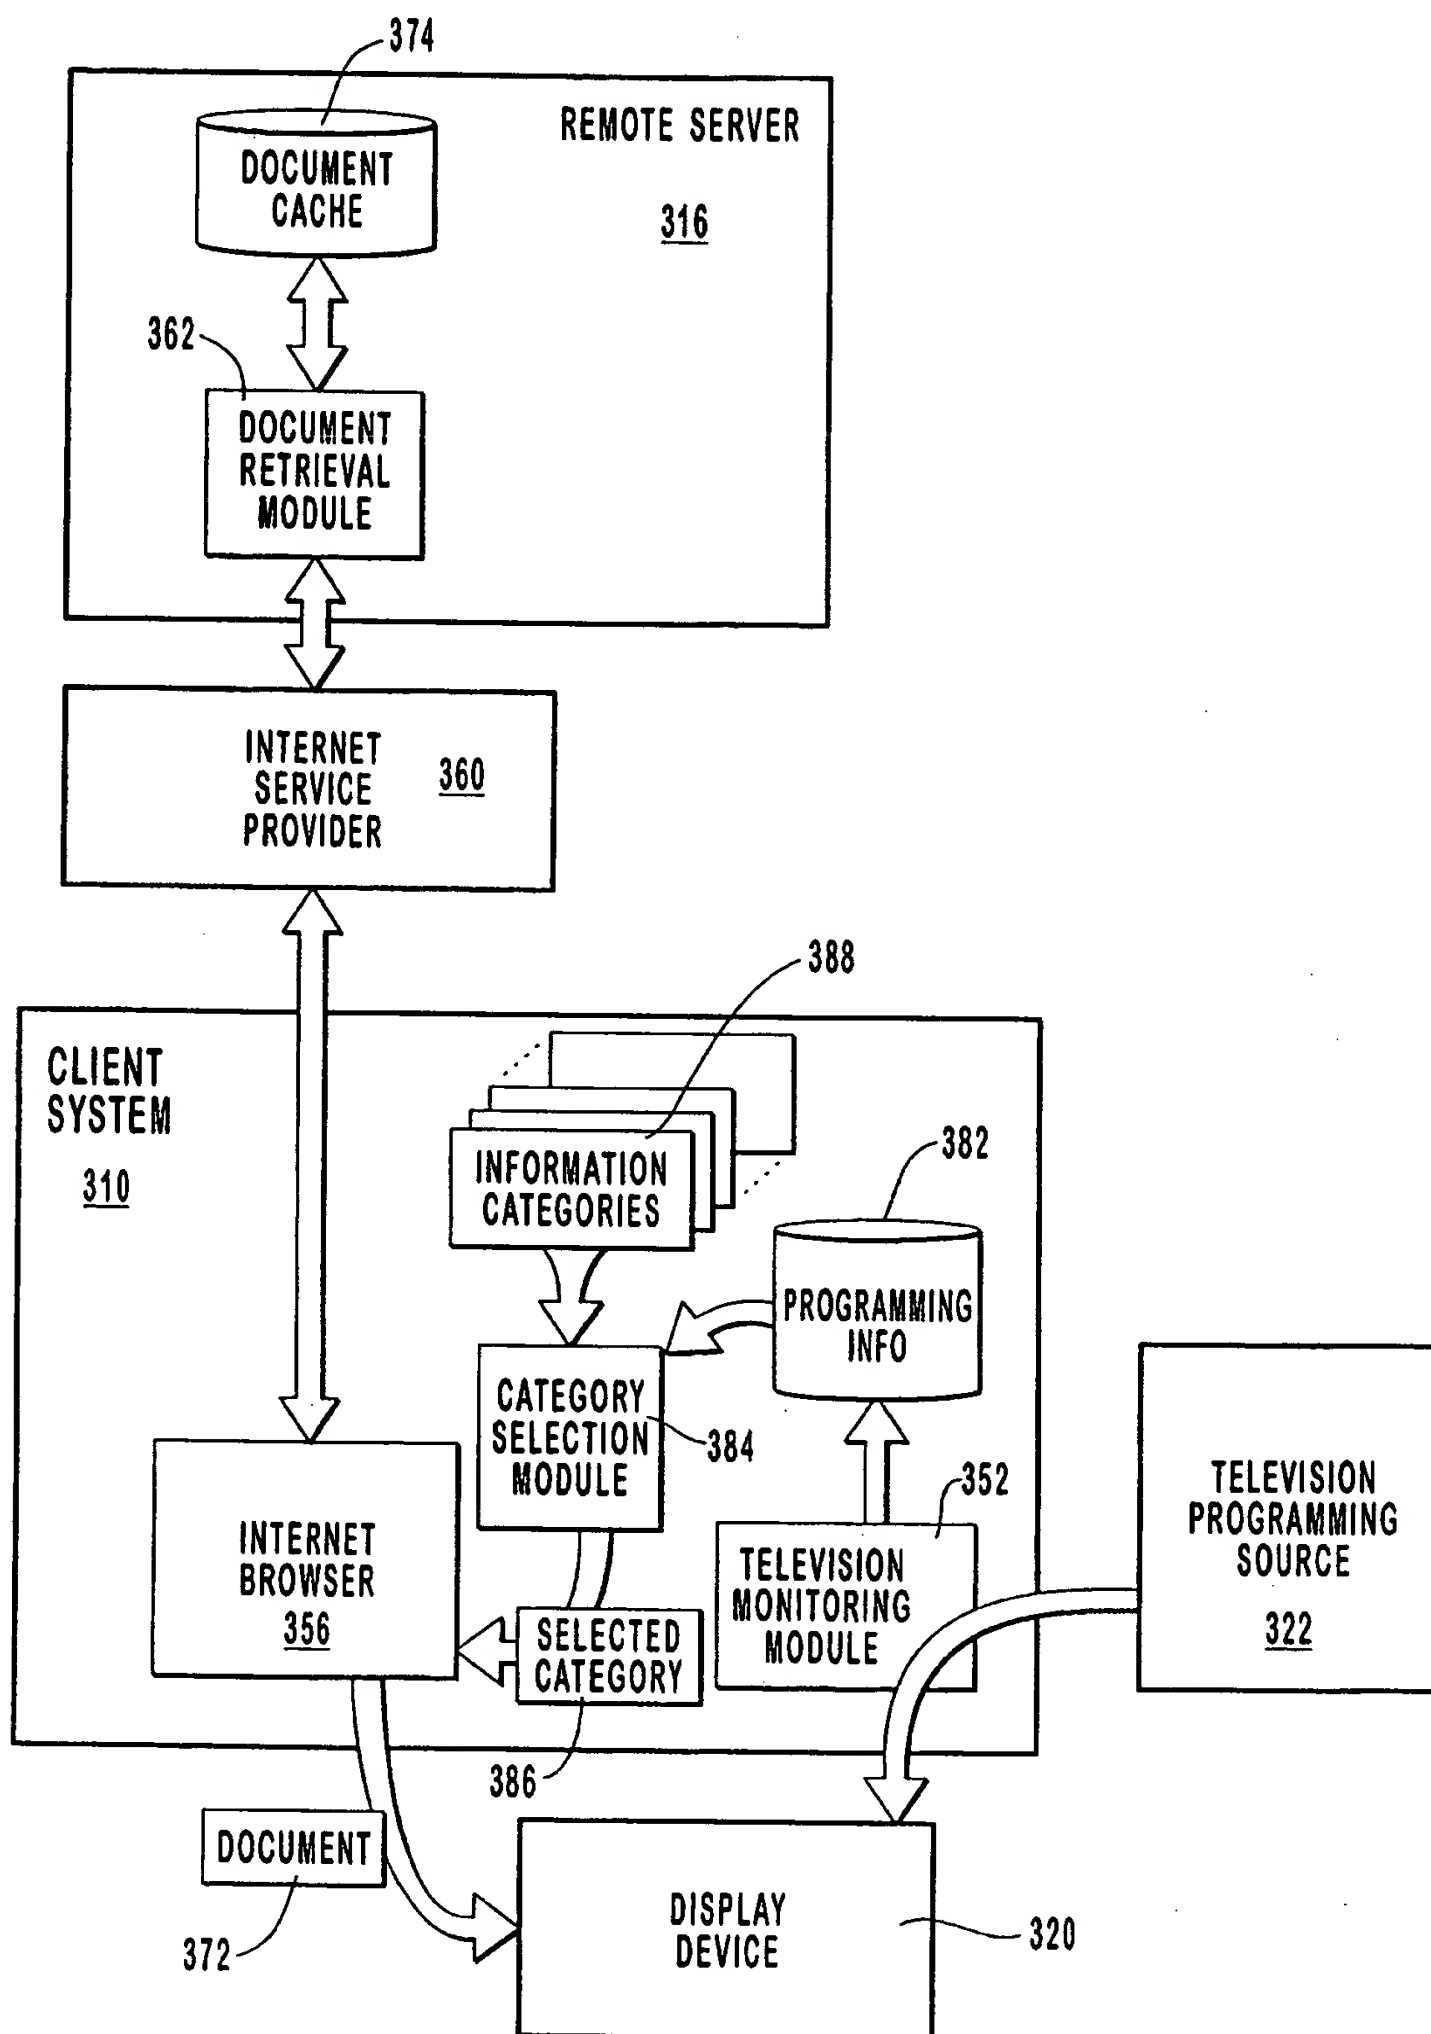 374
REMOTE SERVER
DOCUMENT
CACHE
316
362
DOCUMENT
RETRIEVAL
MODULE
INTERNET
SERVICE
PROVIDER
360
388
CLIENT
SYSTEM
310
INFORMATION
CATEGORIES
382
PROGRAMMING
INFO
CATEGORY
SELECTION
MODULE
384
352
TELEVISION
PROGRAMMING
SOURCE
322
INTERNET
BROWSER
356
TELEVISION
MONITORING
MODULE
SELECTED
CATEGORY
386
DOCUMENT
372
DISPLAY
DEVICE
320